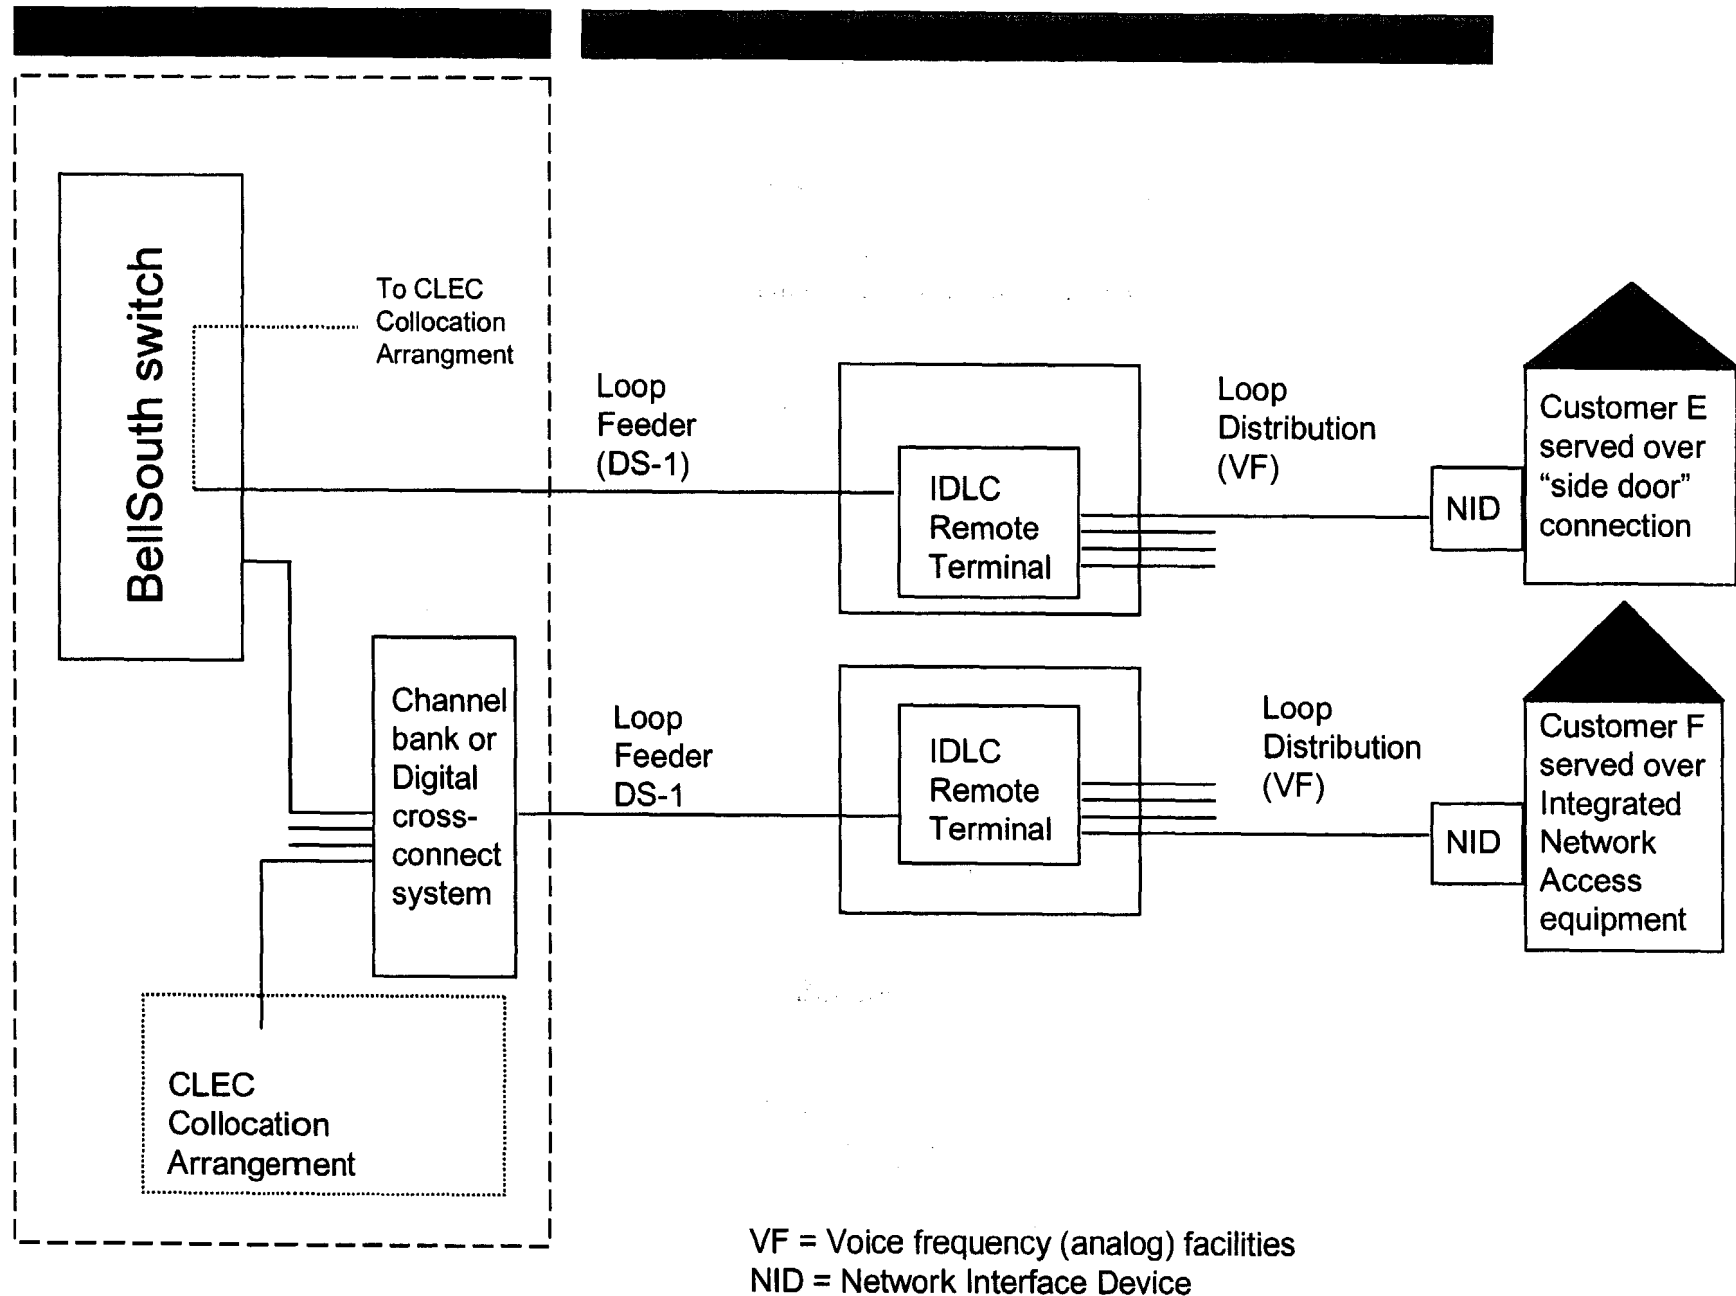 BellSouth switch
To CLEC
Collocation
Arrangment
Loop
Feeder
(DS-1)
IDLC
Remote
Terminal
Loop
Distribution
(VF)
NID
Customer E
served over
“side door”
connection
Channel
bank or
Digital
cross-
connect
system
Loop
Feeder
DS-1
IDLC
Remote
Terminal
Loop
Distribution
(VF)
NID
Customer F
served over
Integrated
Network
Access
equipment
CLEC
Collocation
Arrangement
VF = Voice frequency (analog) facilities
NID = Network Interface Device